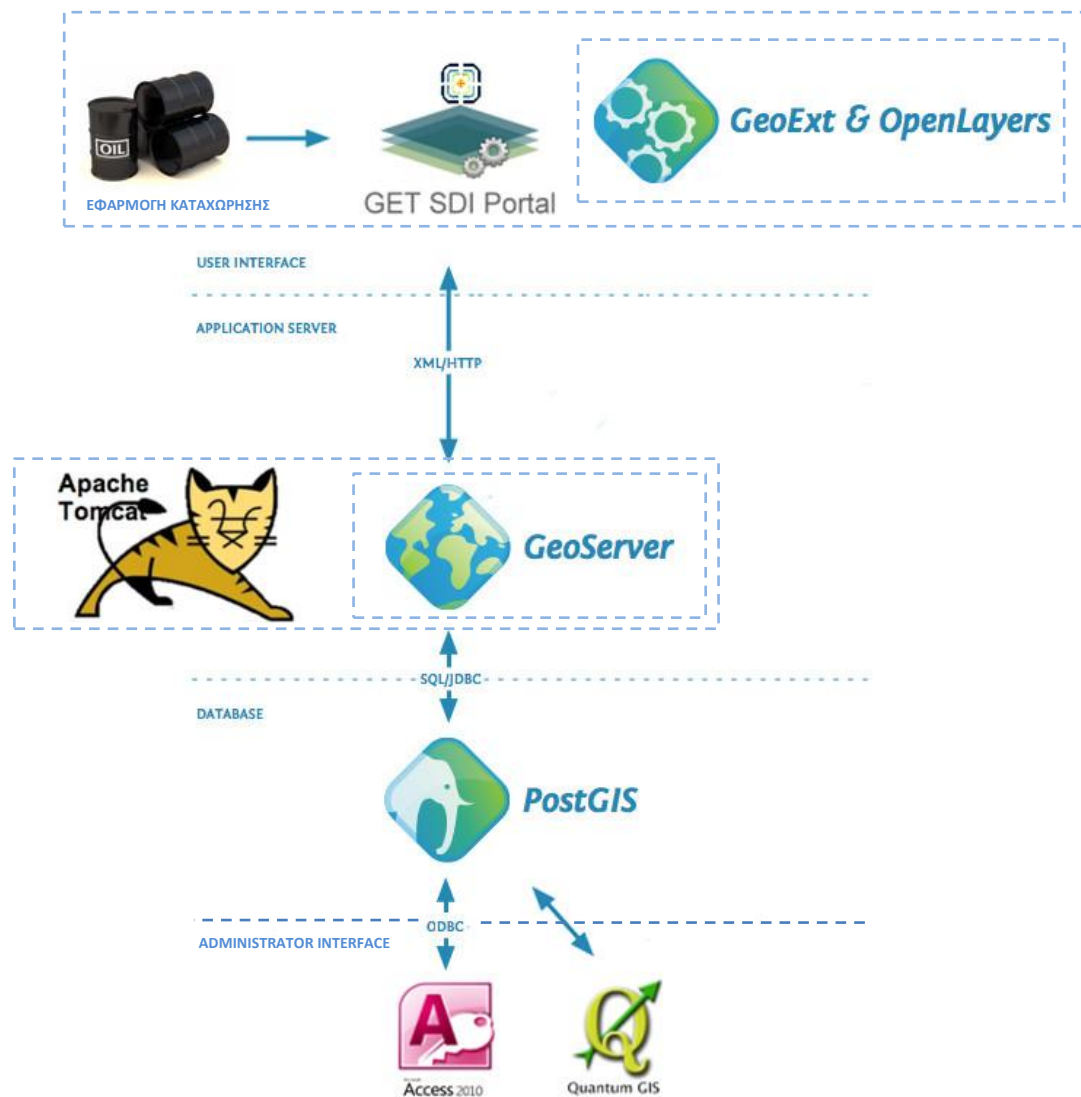 OIL
ΕΦΑΡΜΟΓΗ ΚΑΤΑΧΩΡΗΣΗΣ
GET SDI Portal
GeoExt & OpenLayers
USER INTERFACE
APPLICATION SERVER
XML/HTTP
Apache
Tomcat
GeoServer
SQL/JDBC
DATABASE
PostGIS
ODBC
ADMINISTRATOR INTERFACE
A
Microsoft
Access 2010
Quantum GIS